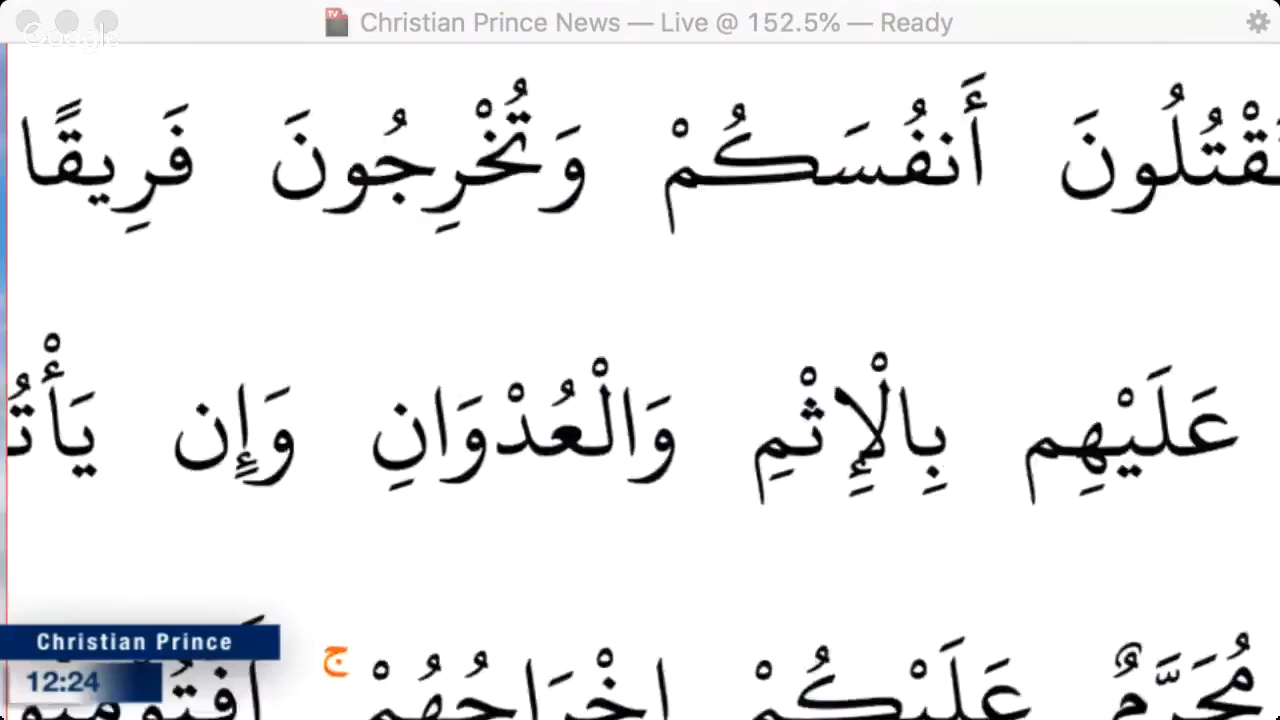 Google
Christian Prince News — Live @ 152.5% — Ready
تَقْتُلُونَ أَنفُسَكُمْ وَتُخْرِجُونَ فَرِيقًا
عَلَيْهِم بِالْإِثْمِ وَالْعُدْوَانِ وَإِن
مُحَرَّمٌ عَلَيْكُمْ إِخْرَاجُهُمْ ج
Christian Prince
12:24